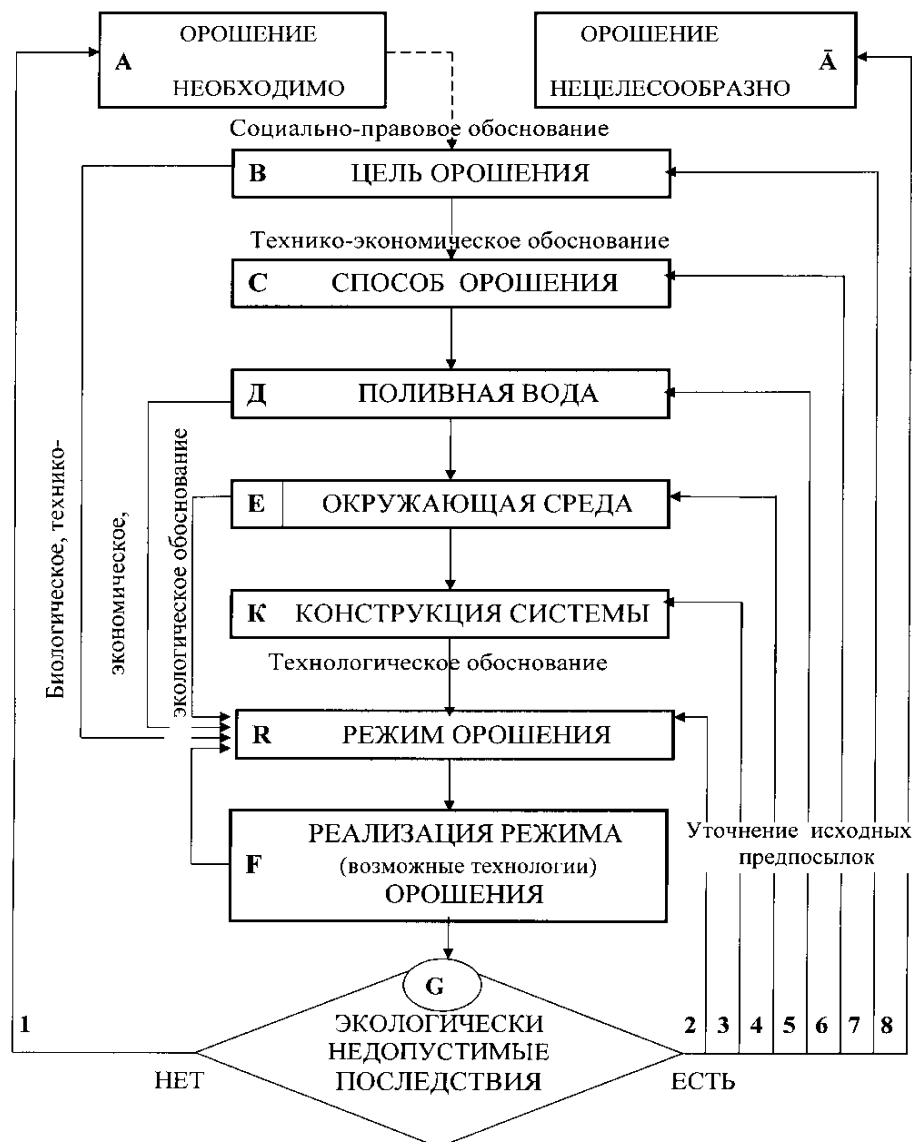 ОРОШЕНИЕ
А
НЕОБХОДИМО
ОРОШЕНИЕ
Ā
НЕЦЕЛЕСООБРАЗНО
Социально-правовое обоснование
В ЦЕЛЬ ОРОШЕНИЯ
Технико-экономическое обоснование
С СПОСОБ ОРОШЕНИЯ
Д ПОЛИВНАЯ ВОДА
Е ОКРУЖАЮЩАЯ СРЕДА
К КОНСТРУКЦИЯ СИСТЕМЫ
Технологическое обоснование
Биологическое, технико-
экономическое,
экологическое обоснование
R РЕЖИМ ОРОШЕНИЯ
РЕАЛИЗАЦИЯ РЕЖИМА
F (возможные технологии)
ОРОШЕНИЯ
Уточнение исходных
предпосылок
G
ЭКОЛОГИЧЕСКИ
НЕДОПУСТИМЫЕ
ПОСЛЕДСТВИЯ
1
2 3 4 5 6 7 8
НЕТ
ЕСТЬ